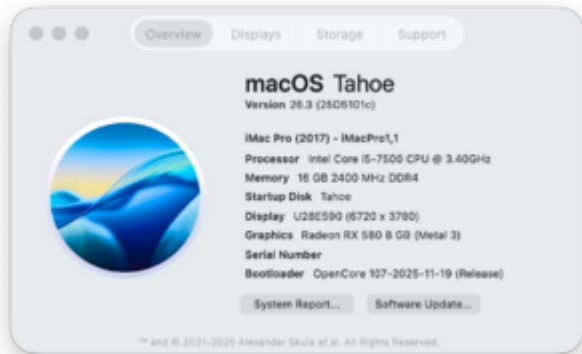 Overview Displays Storage Support
macOS Tahoe
Version 26.3 (25D5101c)
iMac Pro (2017) - iMacPro1,1
Processor Intel Core i5-7500 CPU @ 3.40GHz
Memory 16 GB 2400 MHz DDR4
Startup Disk Tahoe
Display U28E590 (6720 x 3780)
Graphics Radeon RX 580 8 GB (Metal 3)
Serial Number
Bootloader OpenCore 107-2025-11-19 (Release)
System Report... Software Update...
™ and © 2021-2025 Alexander Skula et al. All Rights Reserved.